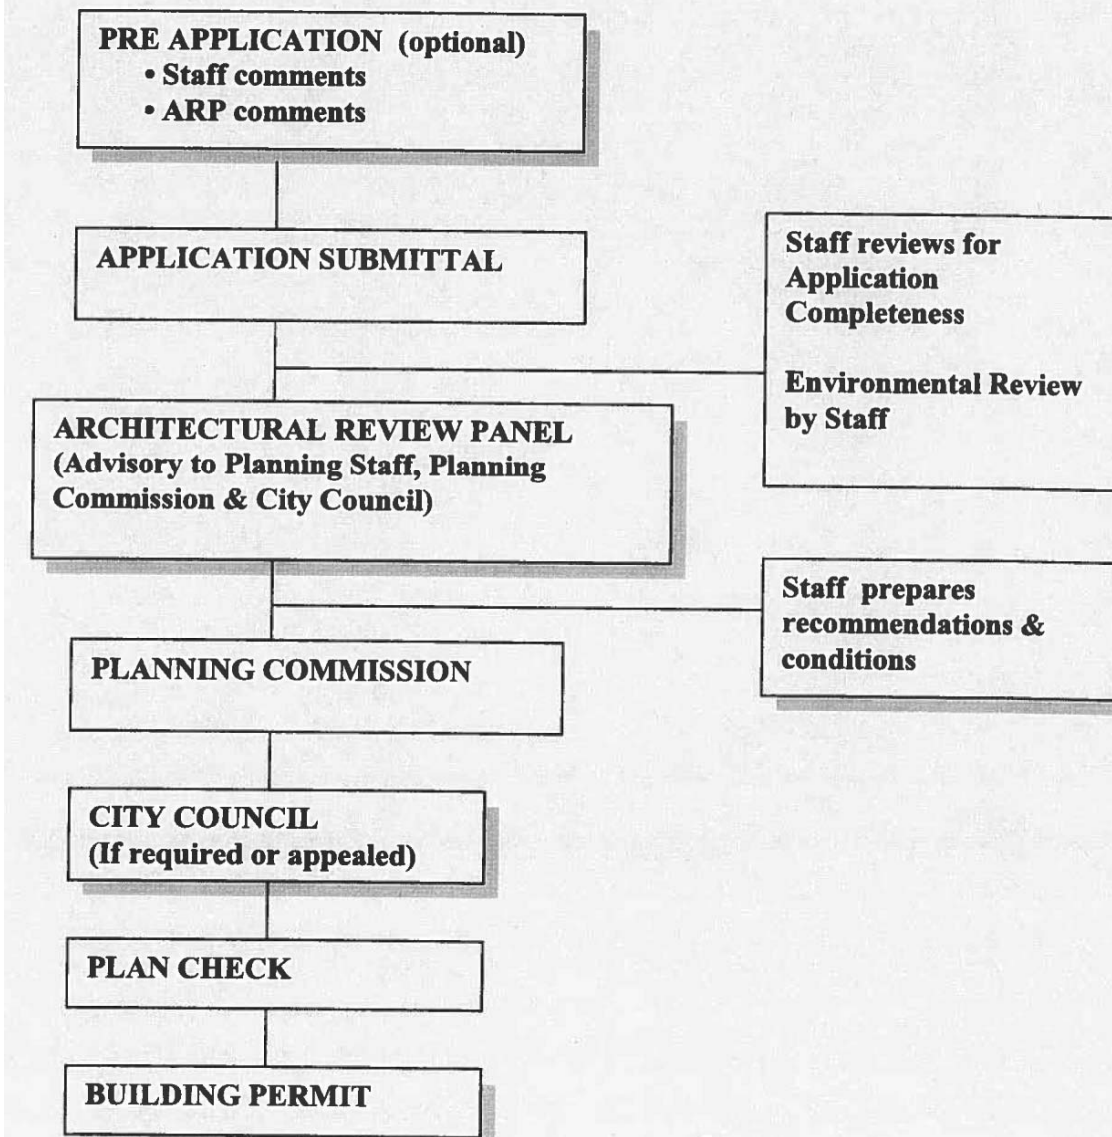 PRE APPLICATION (optional)
• Staff comments
• ARP comments
APPLICATION SUBMITTAL
Staff reviews for
Application
Completeness
Environmental Review
by Staff
ARCHITECTURAL REVIEW PANEL
(Advisory to Planning Staff, Planning
Commission & City Council)
Staff prepares
recommendations &
conditions
PLANNING COMMISSION
CITY COUNCIL
(If required or appealed)
PLAN CHECK
BUILDING PERMIT